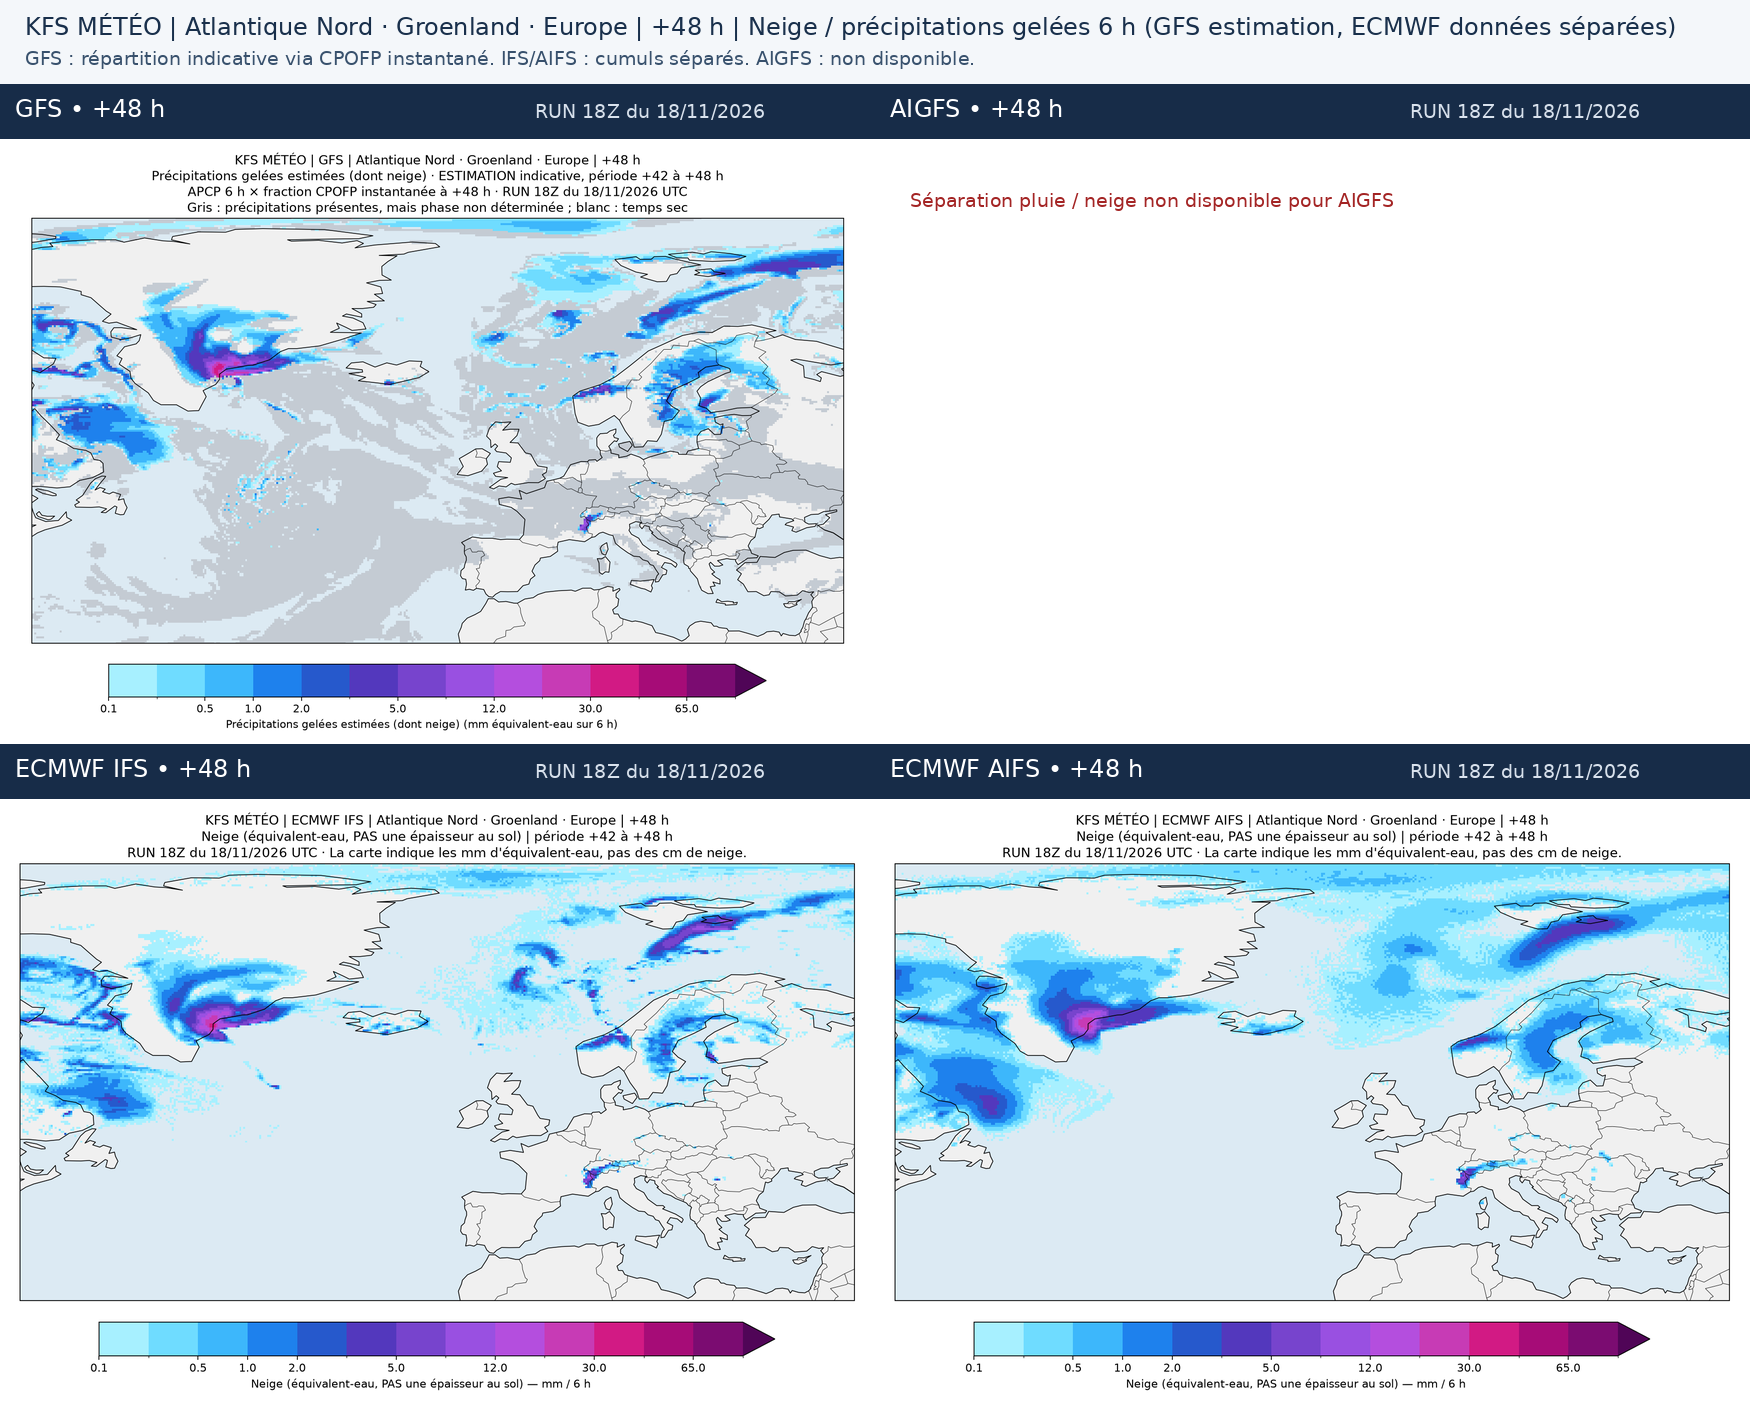 KFS MÉTÉO | Atlantique Nord · Groenland · Europe | +48 h | Neige / précipitations gelées 6 h (GFS estimation, ECMWF données séparées)
GFS : répartition indicative via CPOFP instantané. IFS/AIFS : cumuls séparés. AIGFS : non disponible.
GFS • +48 h
RUN 18Z du 18/11/2026
AIGFS • +48 h
RUN 18Z du 18/11/2026
KFS MÉTÉO | GFS | Atlantique Nord · Groenland · Europe | +48 h
Précipitations gelées estimées (dont neige) · ESTIMATION indicative, période +42 à +48 h
APCP 6 h × fraction CPOFP instantanée à +48 h · RUN 18Z du 18/11/2026 UTC
Gris : précipitations présentes, mais phase non déterminée ; blanc : temps sec
Séparation pluie / neige non disponible pour AIGFS
0.1 0.5 1.0 2.0 5.0 12.0 30.0 65.0
Précipitations gelées estimées (dont neige) (mm équivalent-eau sur 6 h)
ECMWF IFS • +48 h
RUN 18Z du 18/11/2026
ECMWF AIFS • +48 h
RUN 18Z du 18/11/2026
KFS MÉTÉO | ECMWF IFS | Atlantique Nord · Groenland · Europe | +48 h
Neige (équivalent-eau, PAS une épaisseur au sol) | période +42 à +48 h
RUN 18Z du 18/11/2026 UTC · La carte indique les mm d'équivalent-eau, pas des cm de neige.
KFS MÉTÉO | ECMWF AIFS | Atlantique Nord · Groenland · Europe | +48 h
Neige (équivalent-eau, PAS une épaisseur au sol) | période +42 à +48 h
RUN 18Z du 18/11/2026 UTC · La carte indique les mm d'équivalent-eau, pas des cm de neige.
0.1 0.5 1.0 2.0 5.0 12.0 30.0 65.0
Neige (équivalent-eau, PAS une épaisseur au sol) — mm / 6 h
0.1 0.5 1.0 2.0 5.0 12.0 30.0 65.0
Neige (équivalent-eau, PAS une épaisseur au sol) — mm / 6 h